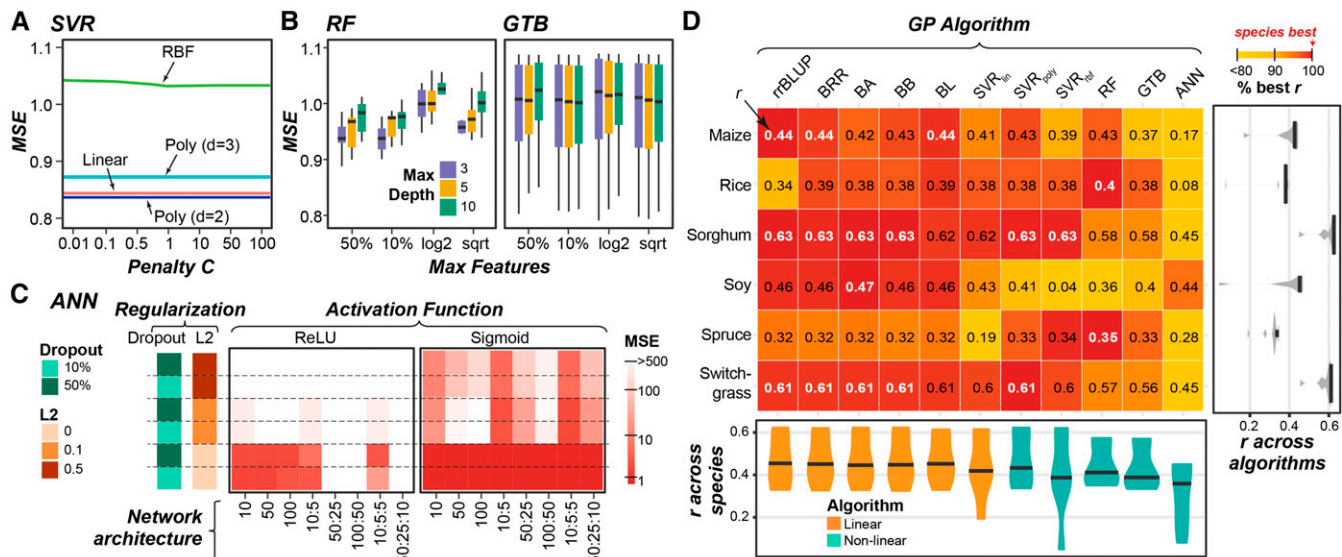 A SVR
MSE
1.1
1.0
0.9
0.8
RBF
Poly (d=3)
Linear
Poly (d=2)
0.01 0.1 0.5 1 10 50 100
Penalty C
B RF GTB
MSE
1.1
1.0
0.9
0.8
Max Depth
3
5
10
50% 10% log2 sqrt
50% 10% log2 sqrt
Max Features
C ANN
Regularization
Activation Function
Dropout L2
ReLU Sigmoid
Dropout
10%
50%
L2
0
0.1
0.5
MSE
>500
100
10
1
Network
architecture
10 50 100 10:5 50:25 100:50 10:5:5
10 50 100 10:5 50:25 100:50 10:5:5
D GP Algorithm
r
rrBLUP BRR BA BB BL SVRlin SVRpoly SVRrbf RF GTB ANN
Maize 0.44 0.44 0.42 0.43 0.44 0.41 0.43 0.39 0.43 0.37 0.17
Rice 0.34 0.39 0.38 0.38 0.39 0.38 0.38 0.38 0.4 0.38 0.08
Sorghum 0.63 0.63 0.63 0.63 0.62 0.62 0.63 0.63 0.58 0.58 0.45
Soy 0.46 0.46 0.47 0.46 0.46 0.43 0.41 0.04 0.36 0.4 0.44
Spruce 0.32 0.32 0.32 0.32 0.32 0.19 0.33 0.34 0.35 0.33 0.28
Switch-
grass 0.61 0.61 0.61 0.61 0.61 0.6 0.61 0.6 0.57 0.56 0.45
species best
<80 90 100
% best r
0.2 0.4 0.6
r across
algorithms
r across
species
0.6
0.4
0.2
Algorithm
Linear
Non-linear